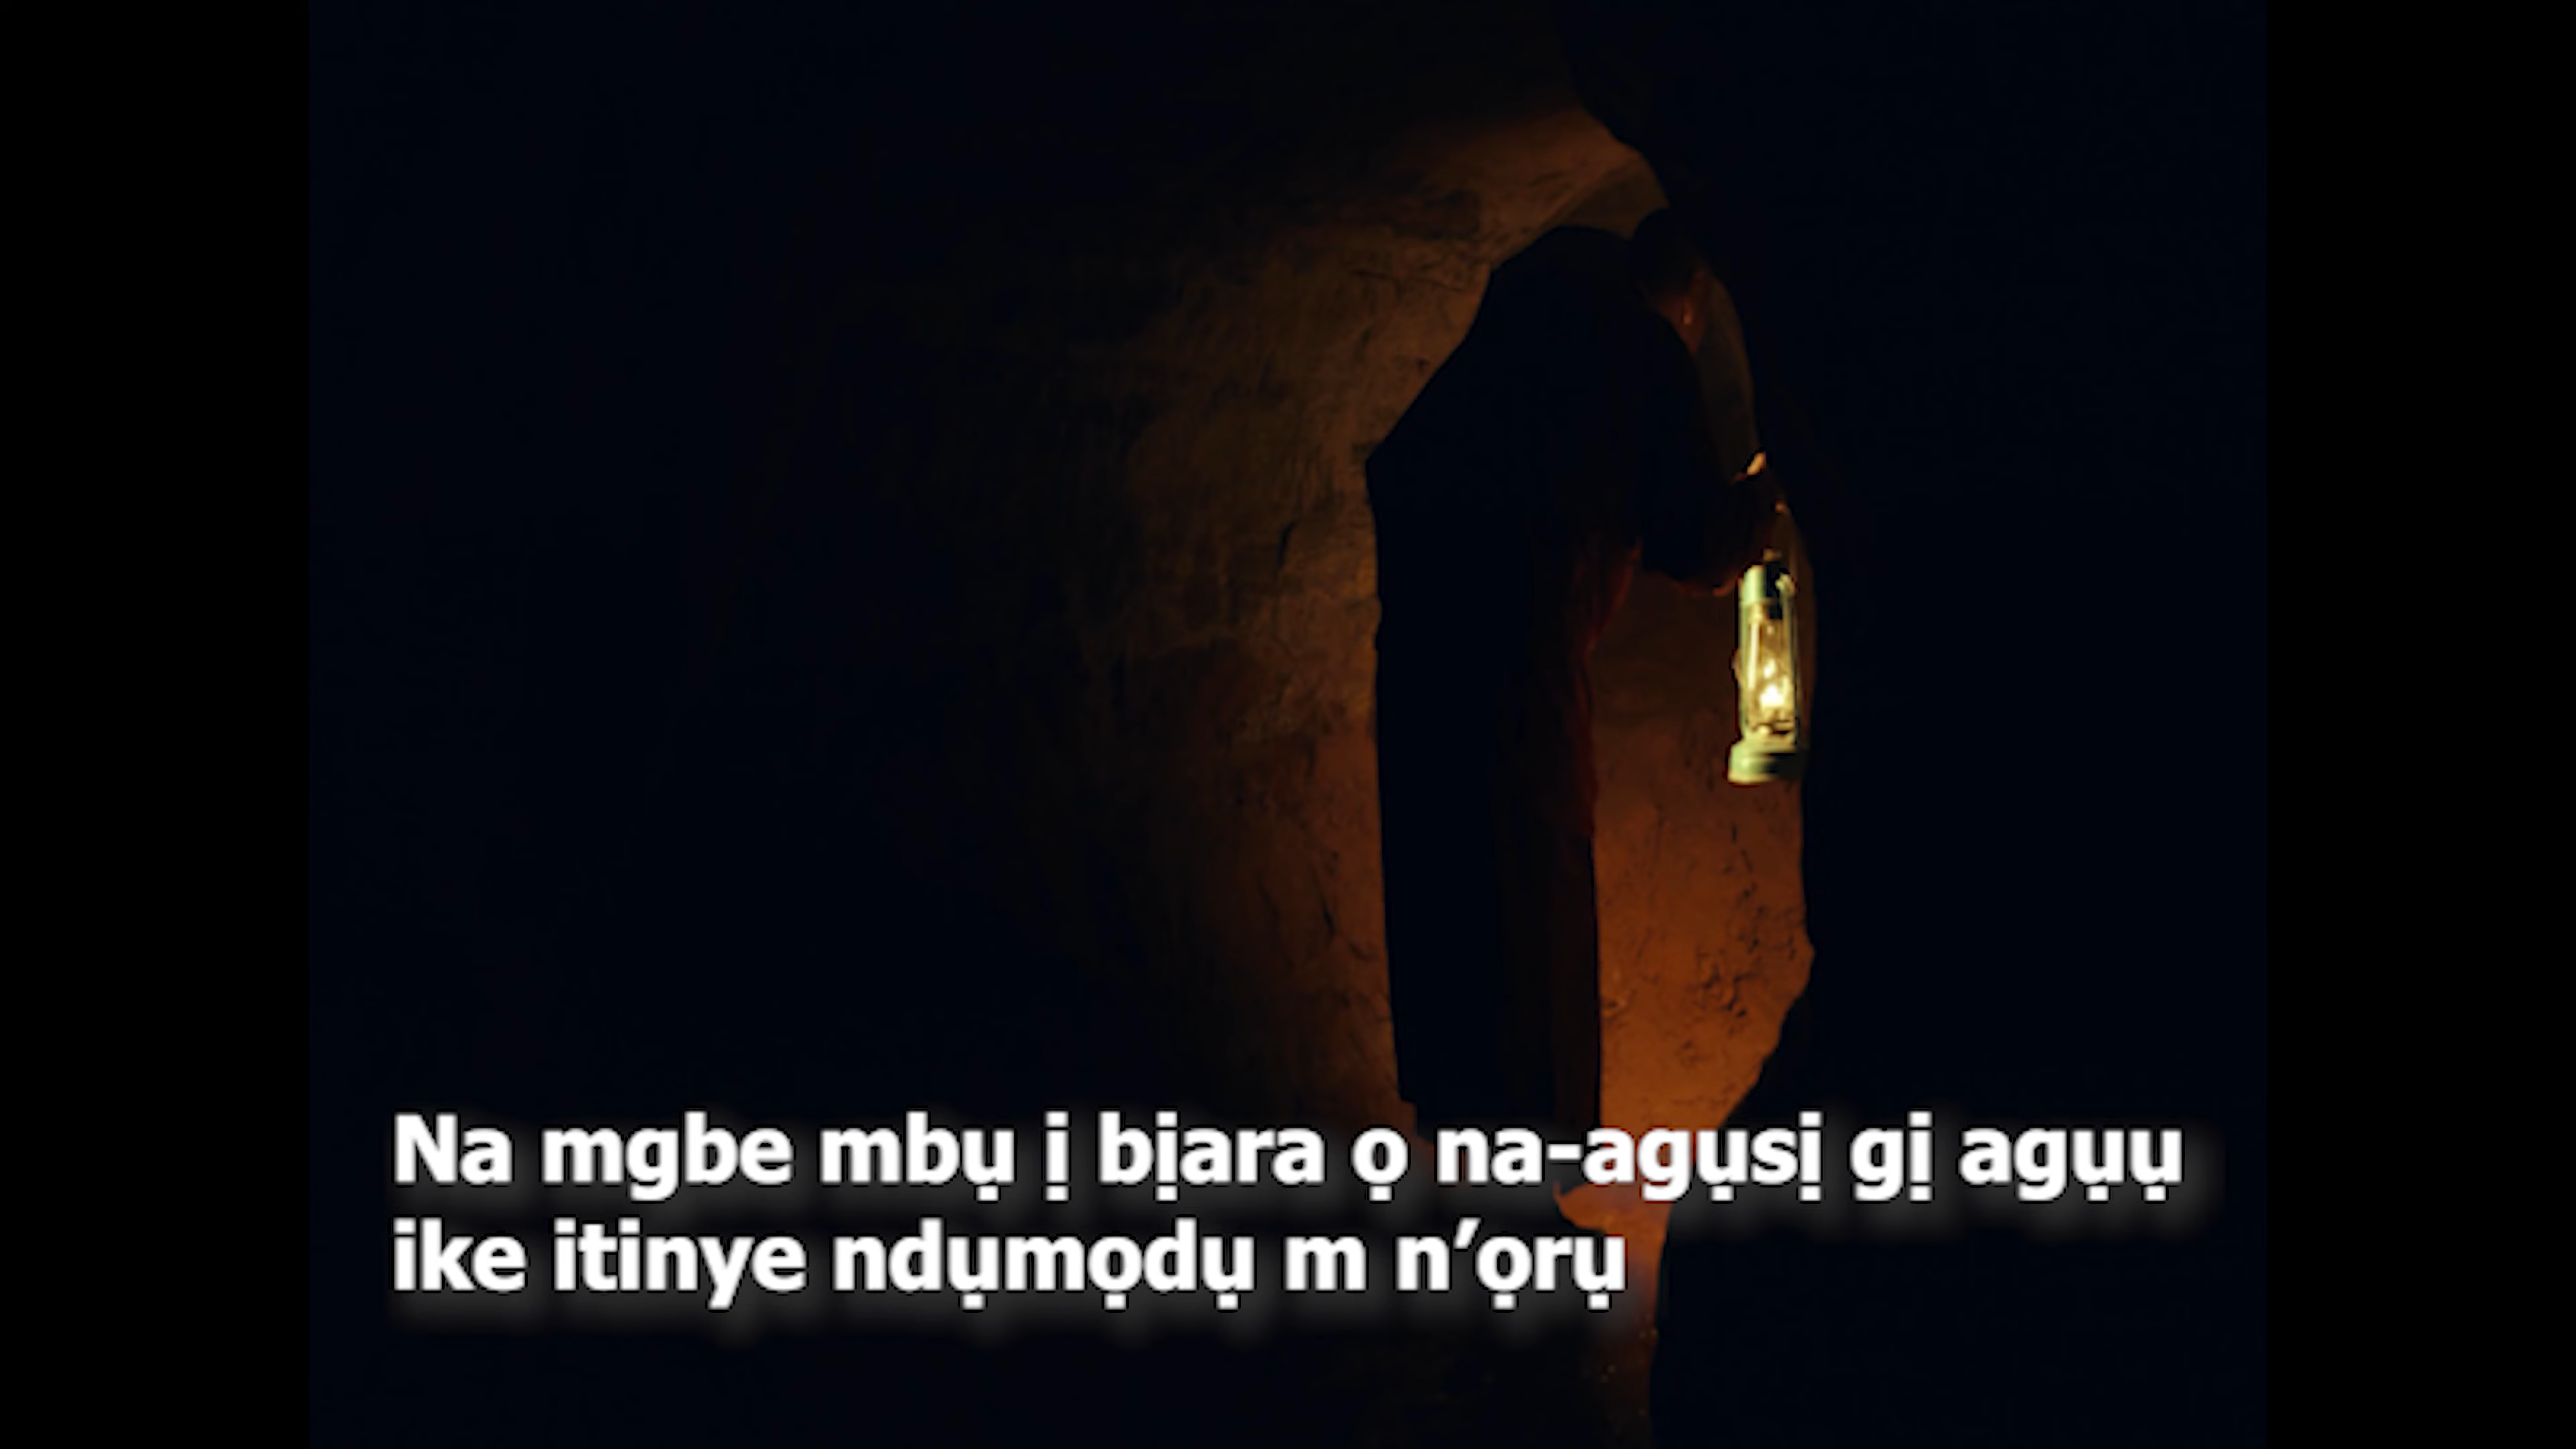 Na mgbe mbụ ị bịara ọ na-agụsị gị agụụ
ike itinye ndụmọdụ m n’ọrụ